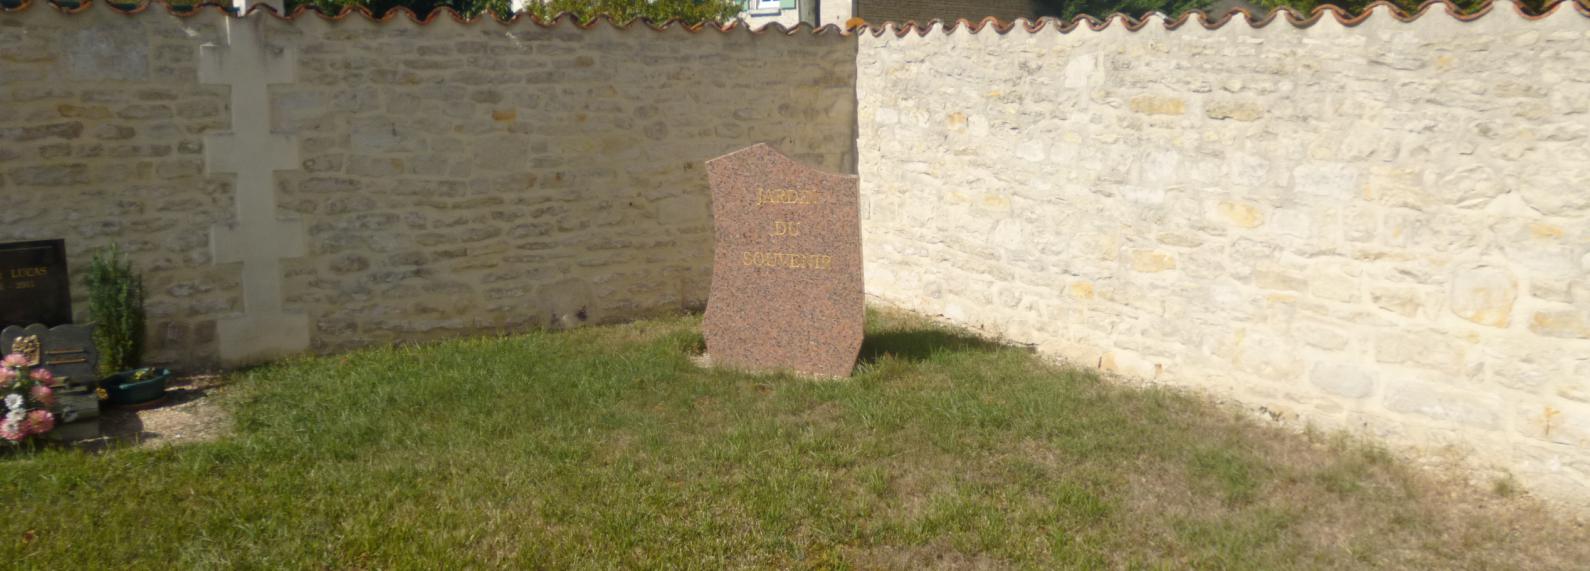 JARDIN
DU
SOUVENIR
LUCAS